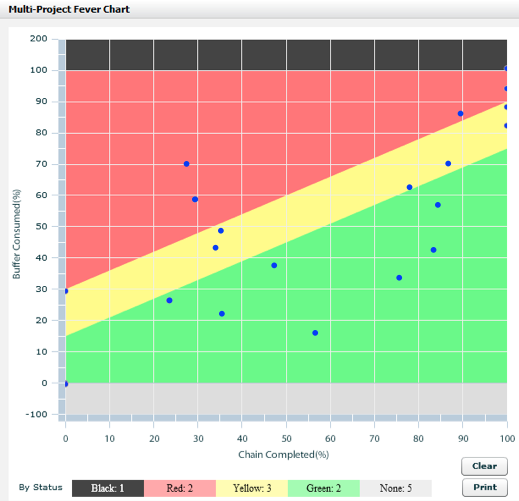 Multi-Project Fever Chart
200
100
90
80
70
60
50
40
30
20
10
0
-100
Buffer Consumed(%)
0 10 20 30 40 50 60 70 80 90 100
Chain Completed(%)
Clear
By Status Black: 1 Red: 2 Yellow: 3 Green: 2 None: 5
Print